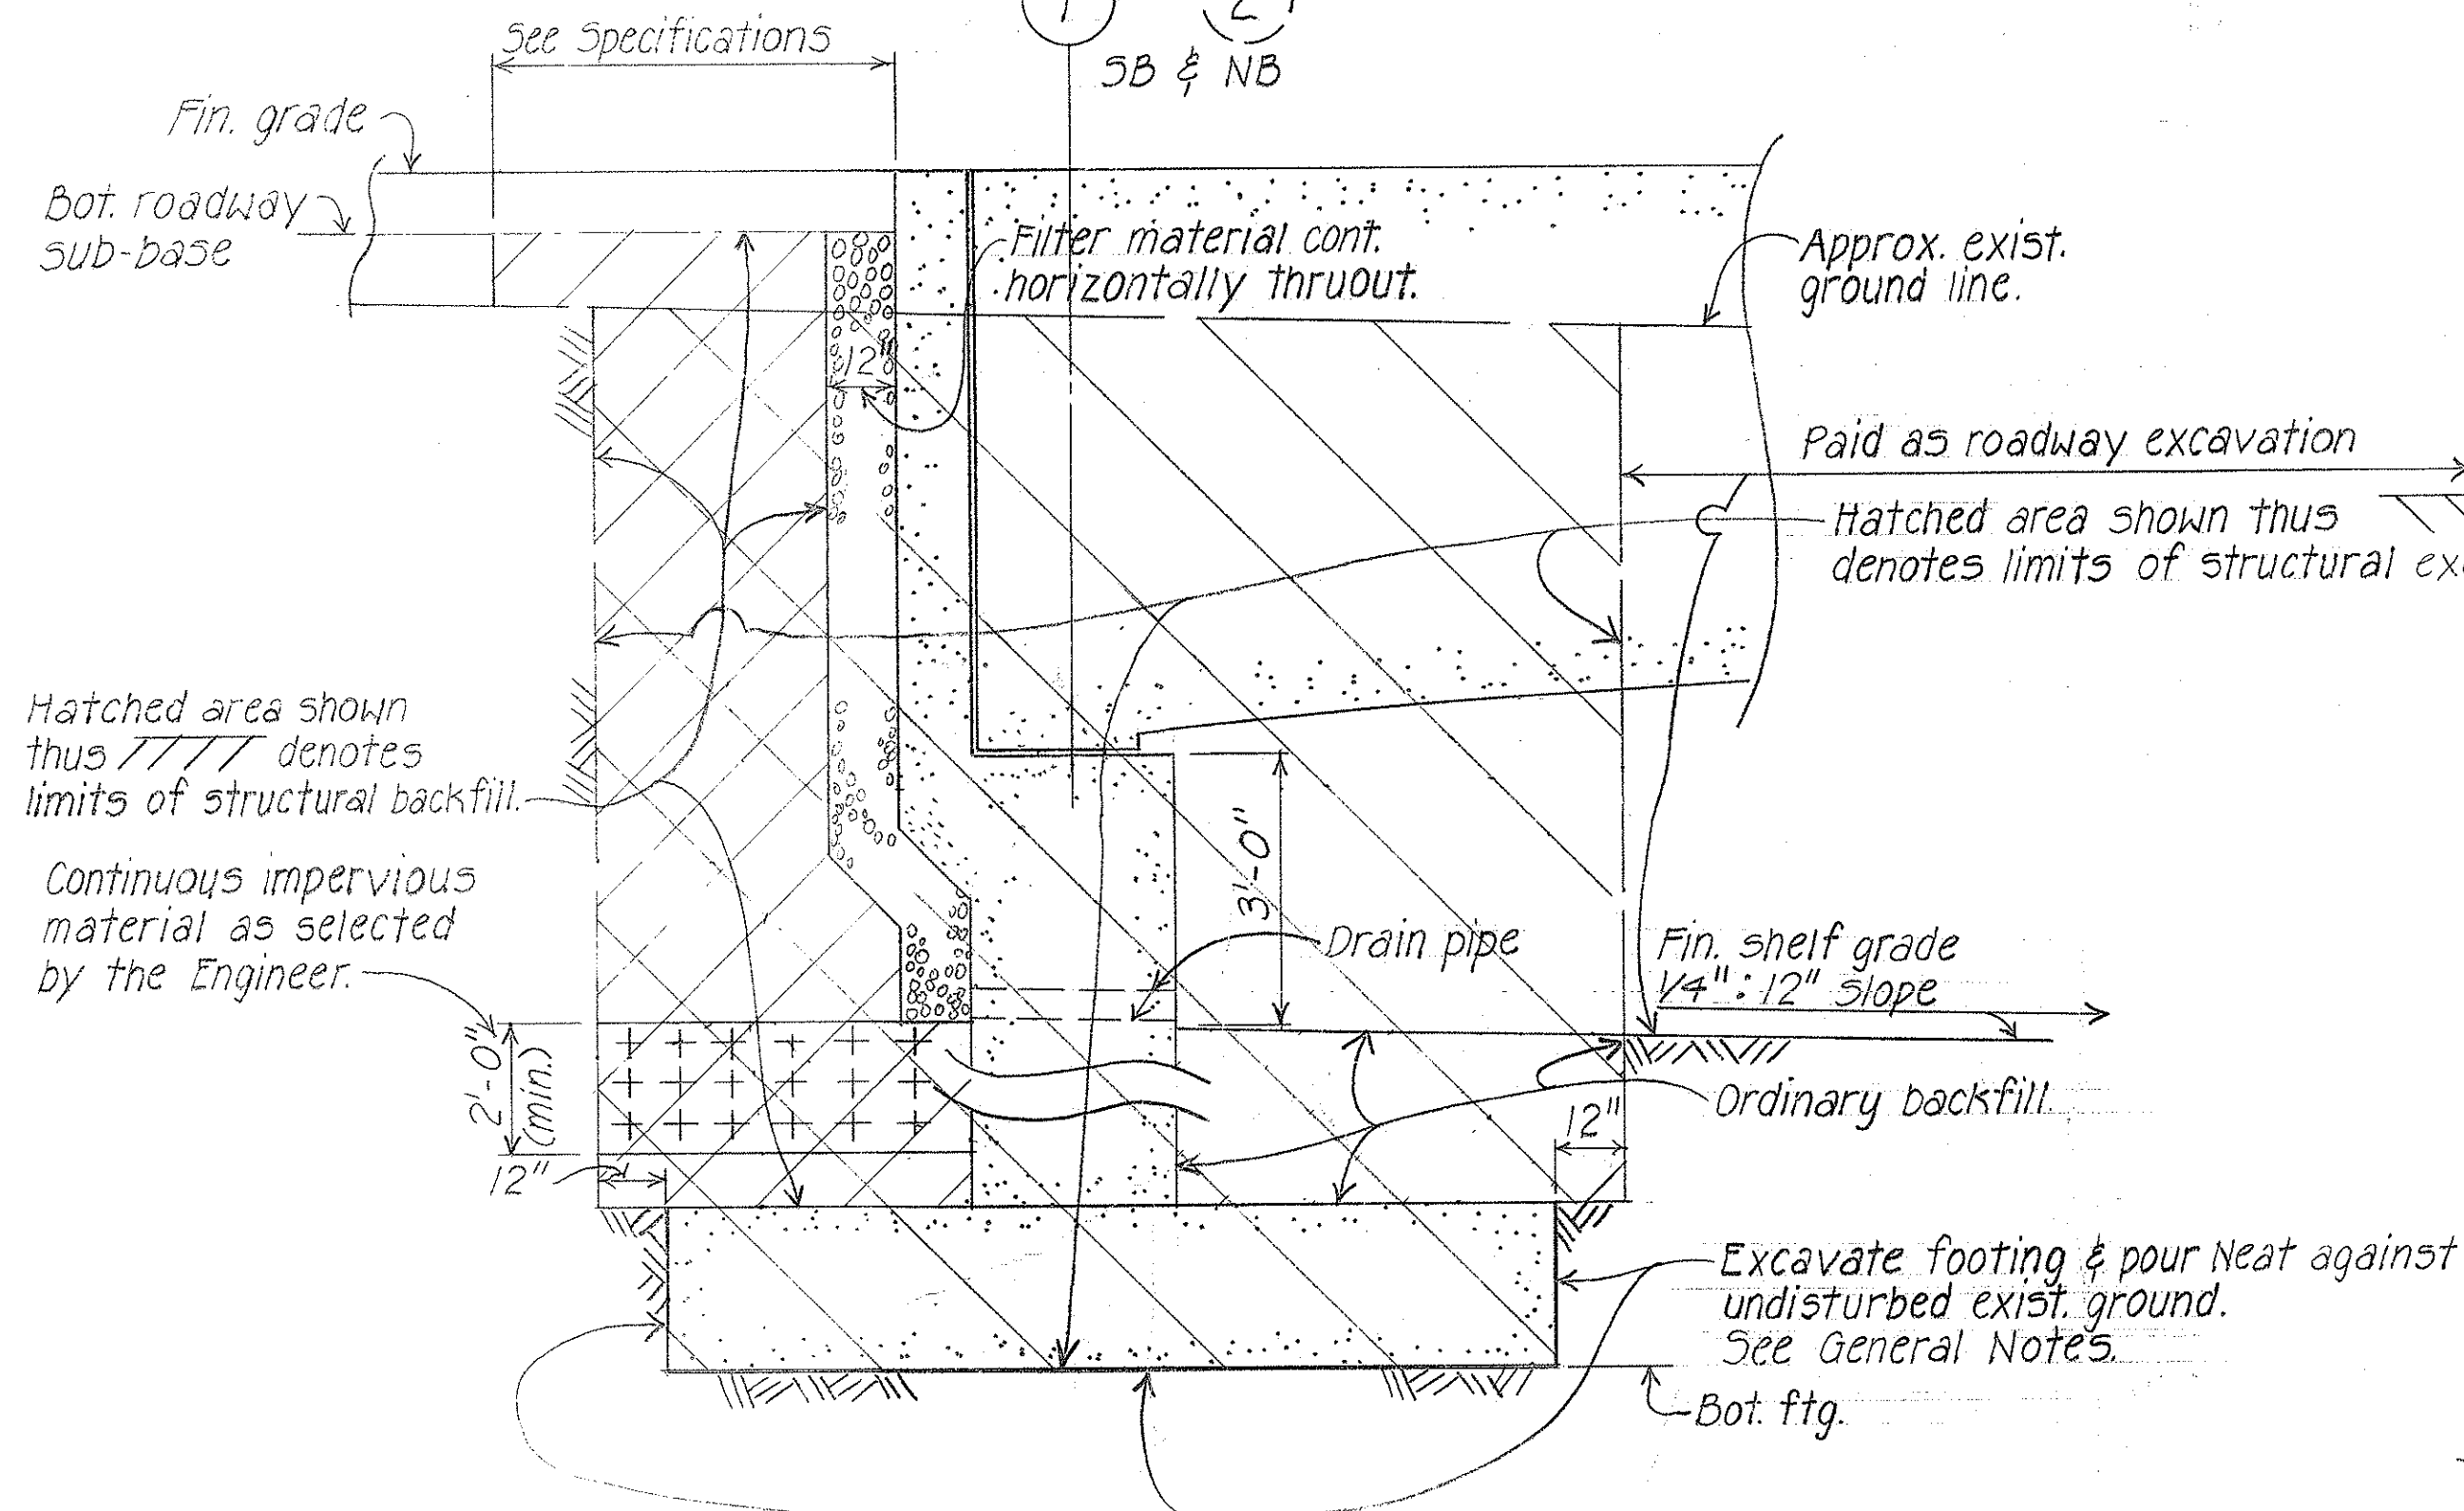 1 2
See Specifications
SB & NB
Fin. grade
Bot. roadway
sub-base
Filter material cont.
horizontally thruout.
Approx. exist.
ground line.
12"
Paid as roadway excavation
Hatched area shown thus
denotes limits of structural
Hatched area shown
thus //// denotes
limits of structural backfill.
3'-0"
Continuous impervious
material as selected
by the Engineer.
Drain pipe
Fin. shelf grade
1/4" : 12" slope
2'-0"
(min.)
12"
Ordinary backfill.
12"
Excavate footing & pour Neat against
undisturbed exist. ground.
See General Notes.
Bot. ftg.